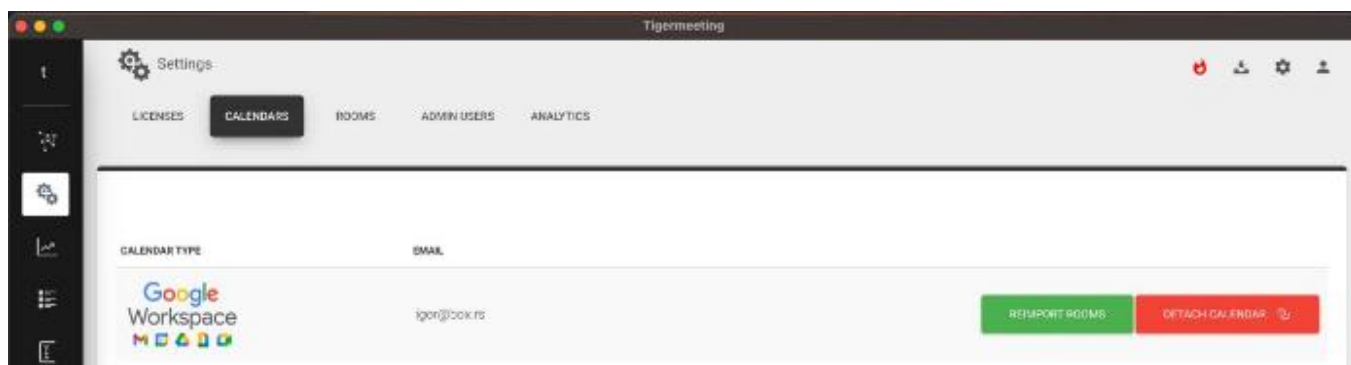 Tigermeeting
t
Settings
LICENSES CALENDARS ROOMS ADMIN USERS ANALYTICS
CALENDAR TYPE EMAIL
Google
Workspace
igor@box.rs
REIMPORT ROOMS DETACH CALENDAR